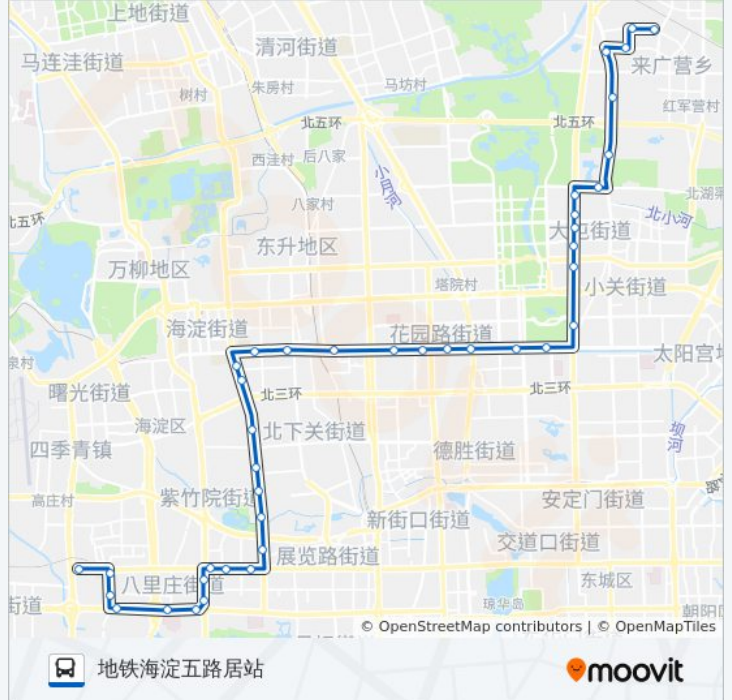 上地街道
清河街道
马连洼街道
来广营乡
朱房村
马坊村
树村
红军营村
北五环
北五环
西洼村
后八家
小月河
八家村
北五环
北小河
大屯街道
东升地区
万柳地区
塔院村
小关街道
海淀街道
花园路街道
太阳宫
泉村
曙光街道
北三环
北三环
海淀区
北下关街道
坝河
四季青镇
德胜街道
高庄村
紫竹院街道
安定门街道
新街口街道
交道口街道
展览路街道
八里庄街道
东城区
街道
琼华岛
朝阳
© OpenStreetMap contributors | © OpenMapTiles
地铁海淀五路居站
moovit